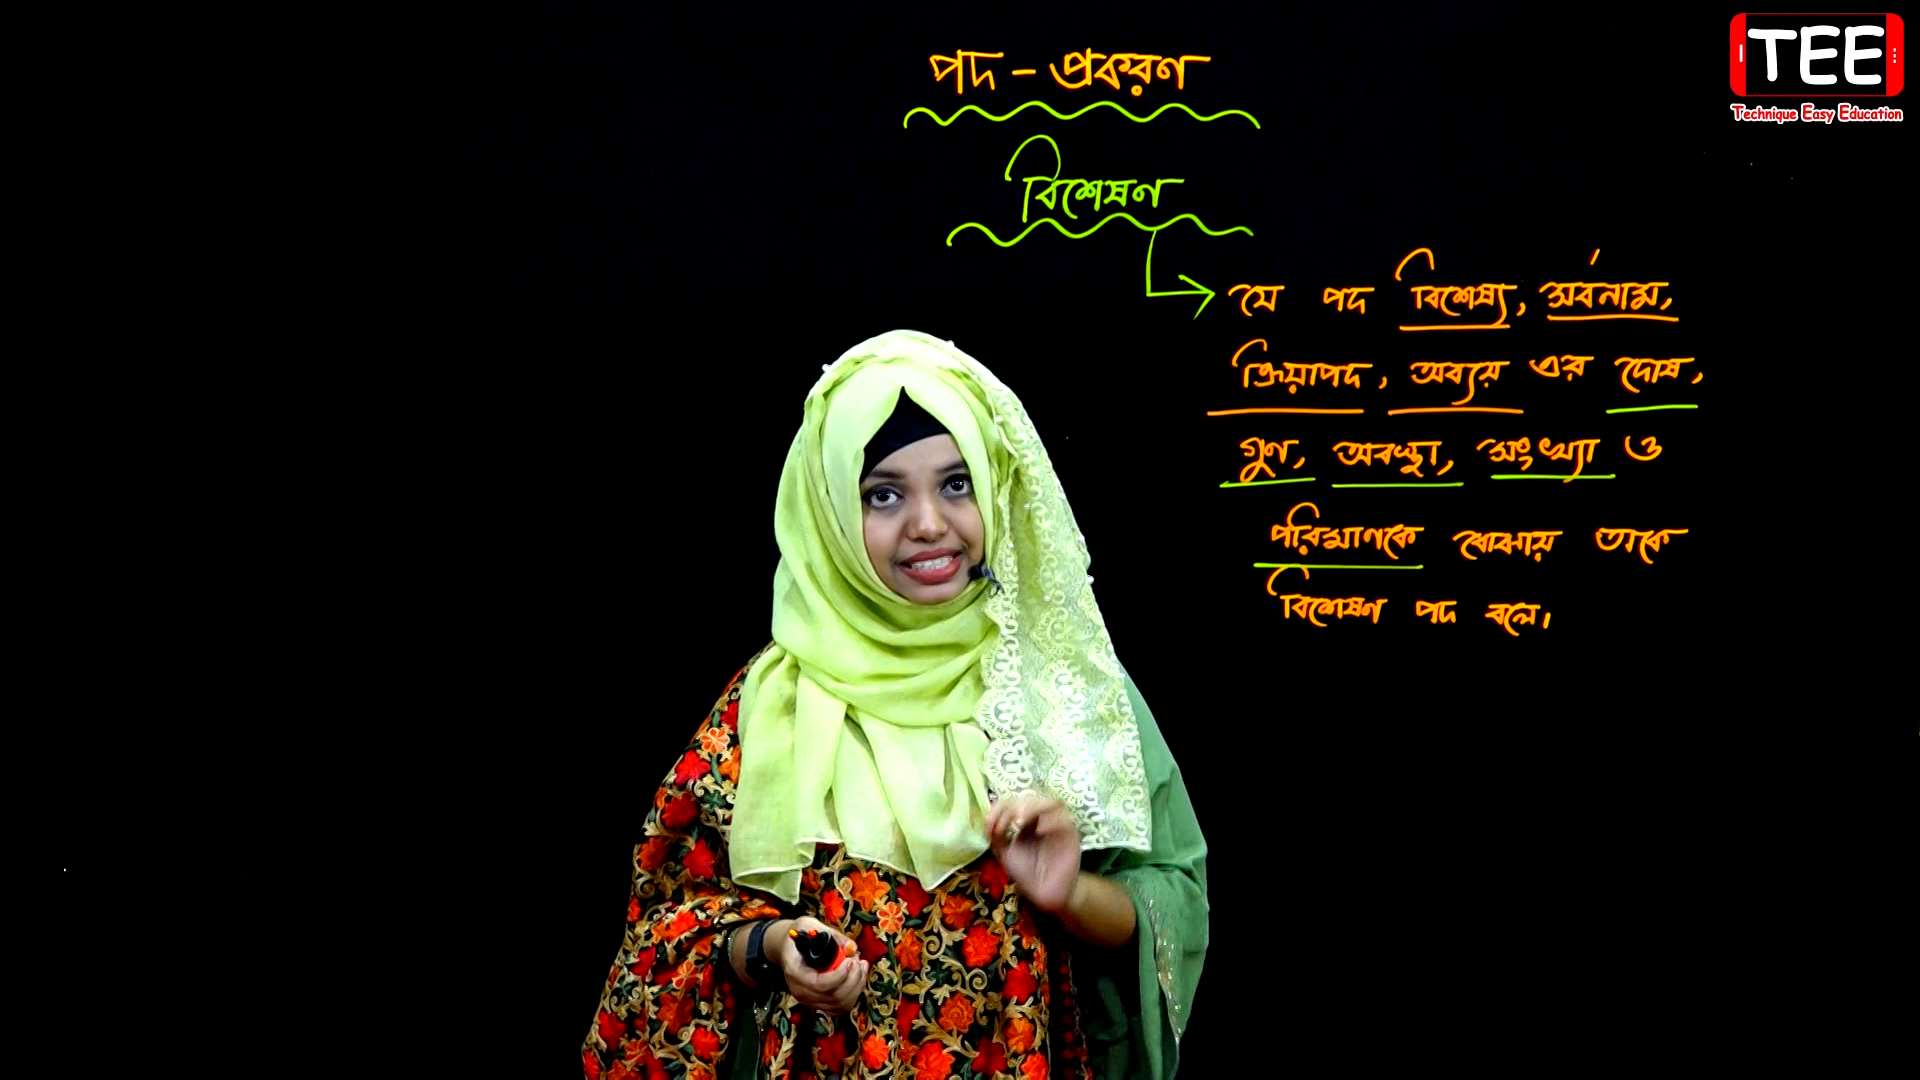 পদ - প্রকরণ
বিশেষণ
যে পদ বিশেষ্য, সর্বনাম,
ক্রিয়াপদ, অব্যয় এর দোষ,
গুণ, অবস্থা, সংখ্যা ও
পরিমাণকে বোঝায় তাকে
বিশেষণ পদ বলে।
TEE
Technique Easy Education